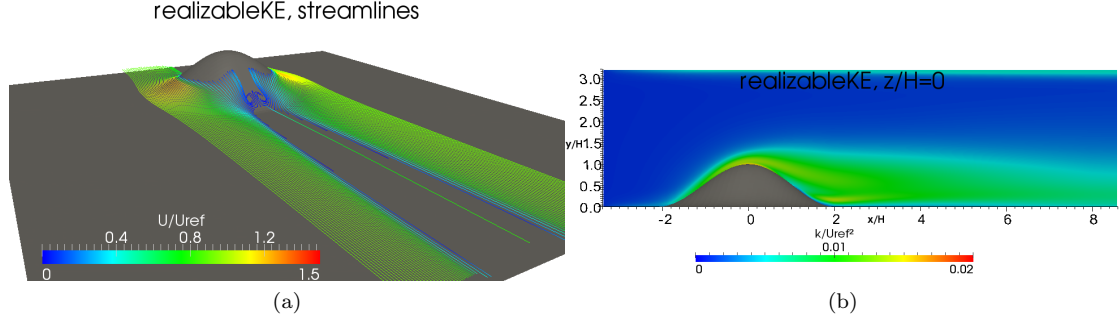 realizableKE, streamlines
U/Uref
0.4 0.8 1.2
0 1.5
(a)
realizableKE, z/H=0
3.0
2.5
2.0
y/H1.5
1.0
0.5
0.0
-2 0 2 x/H 4 6 8
k/Uref²
0.01
0 0.02
(b)